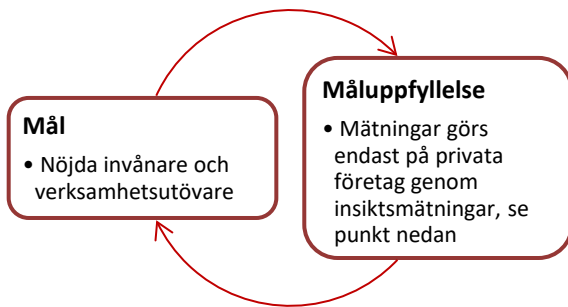 Mål
• Nöjda invånare och
verksamhetsutövare
Måluppfyllelse
• Mätningar görs
endast på privata
företag genom
insiktsmätningar, se
punkt nedan